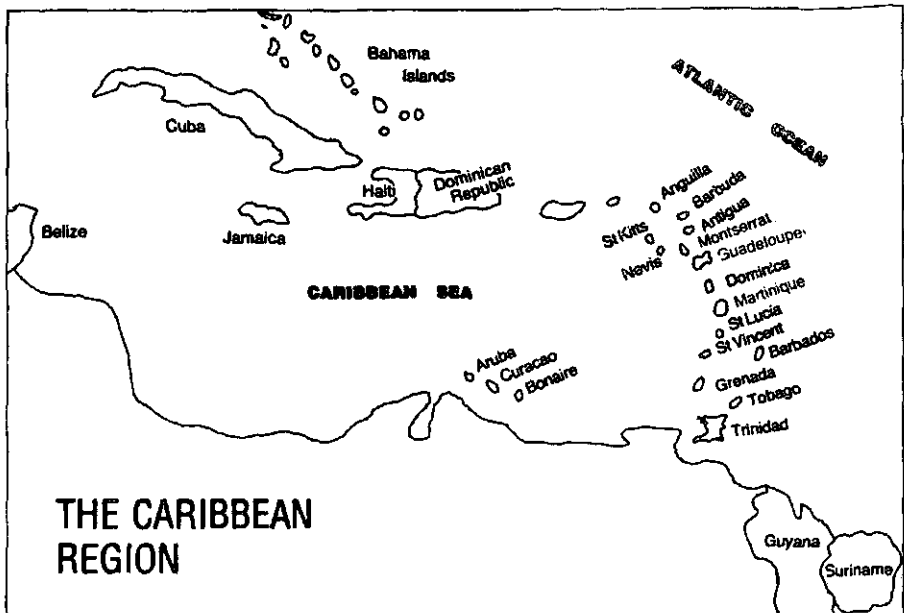 Bahama
Islands
ATLANTIC OCEAN
Cuba
Haiti
Dominican
Republic
Anguilla
Barbuda
Antigua
St Kitts
Montserrat
Nevis
Guadeloupe
Belize
Jamaica
CARIBBEAN SEA
Dominica
Martinique
St Lucia
St Vincent
Barbados
Aruba
Curacao
Bonaire
Grenada
Tobago
Trinidad
THE CARIBBEAN
REGION
Guyana
Suriname